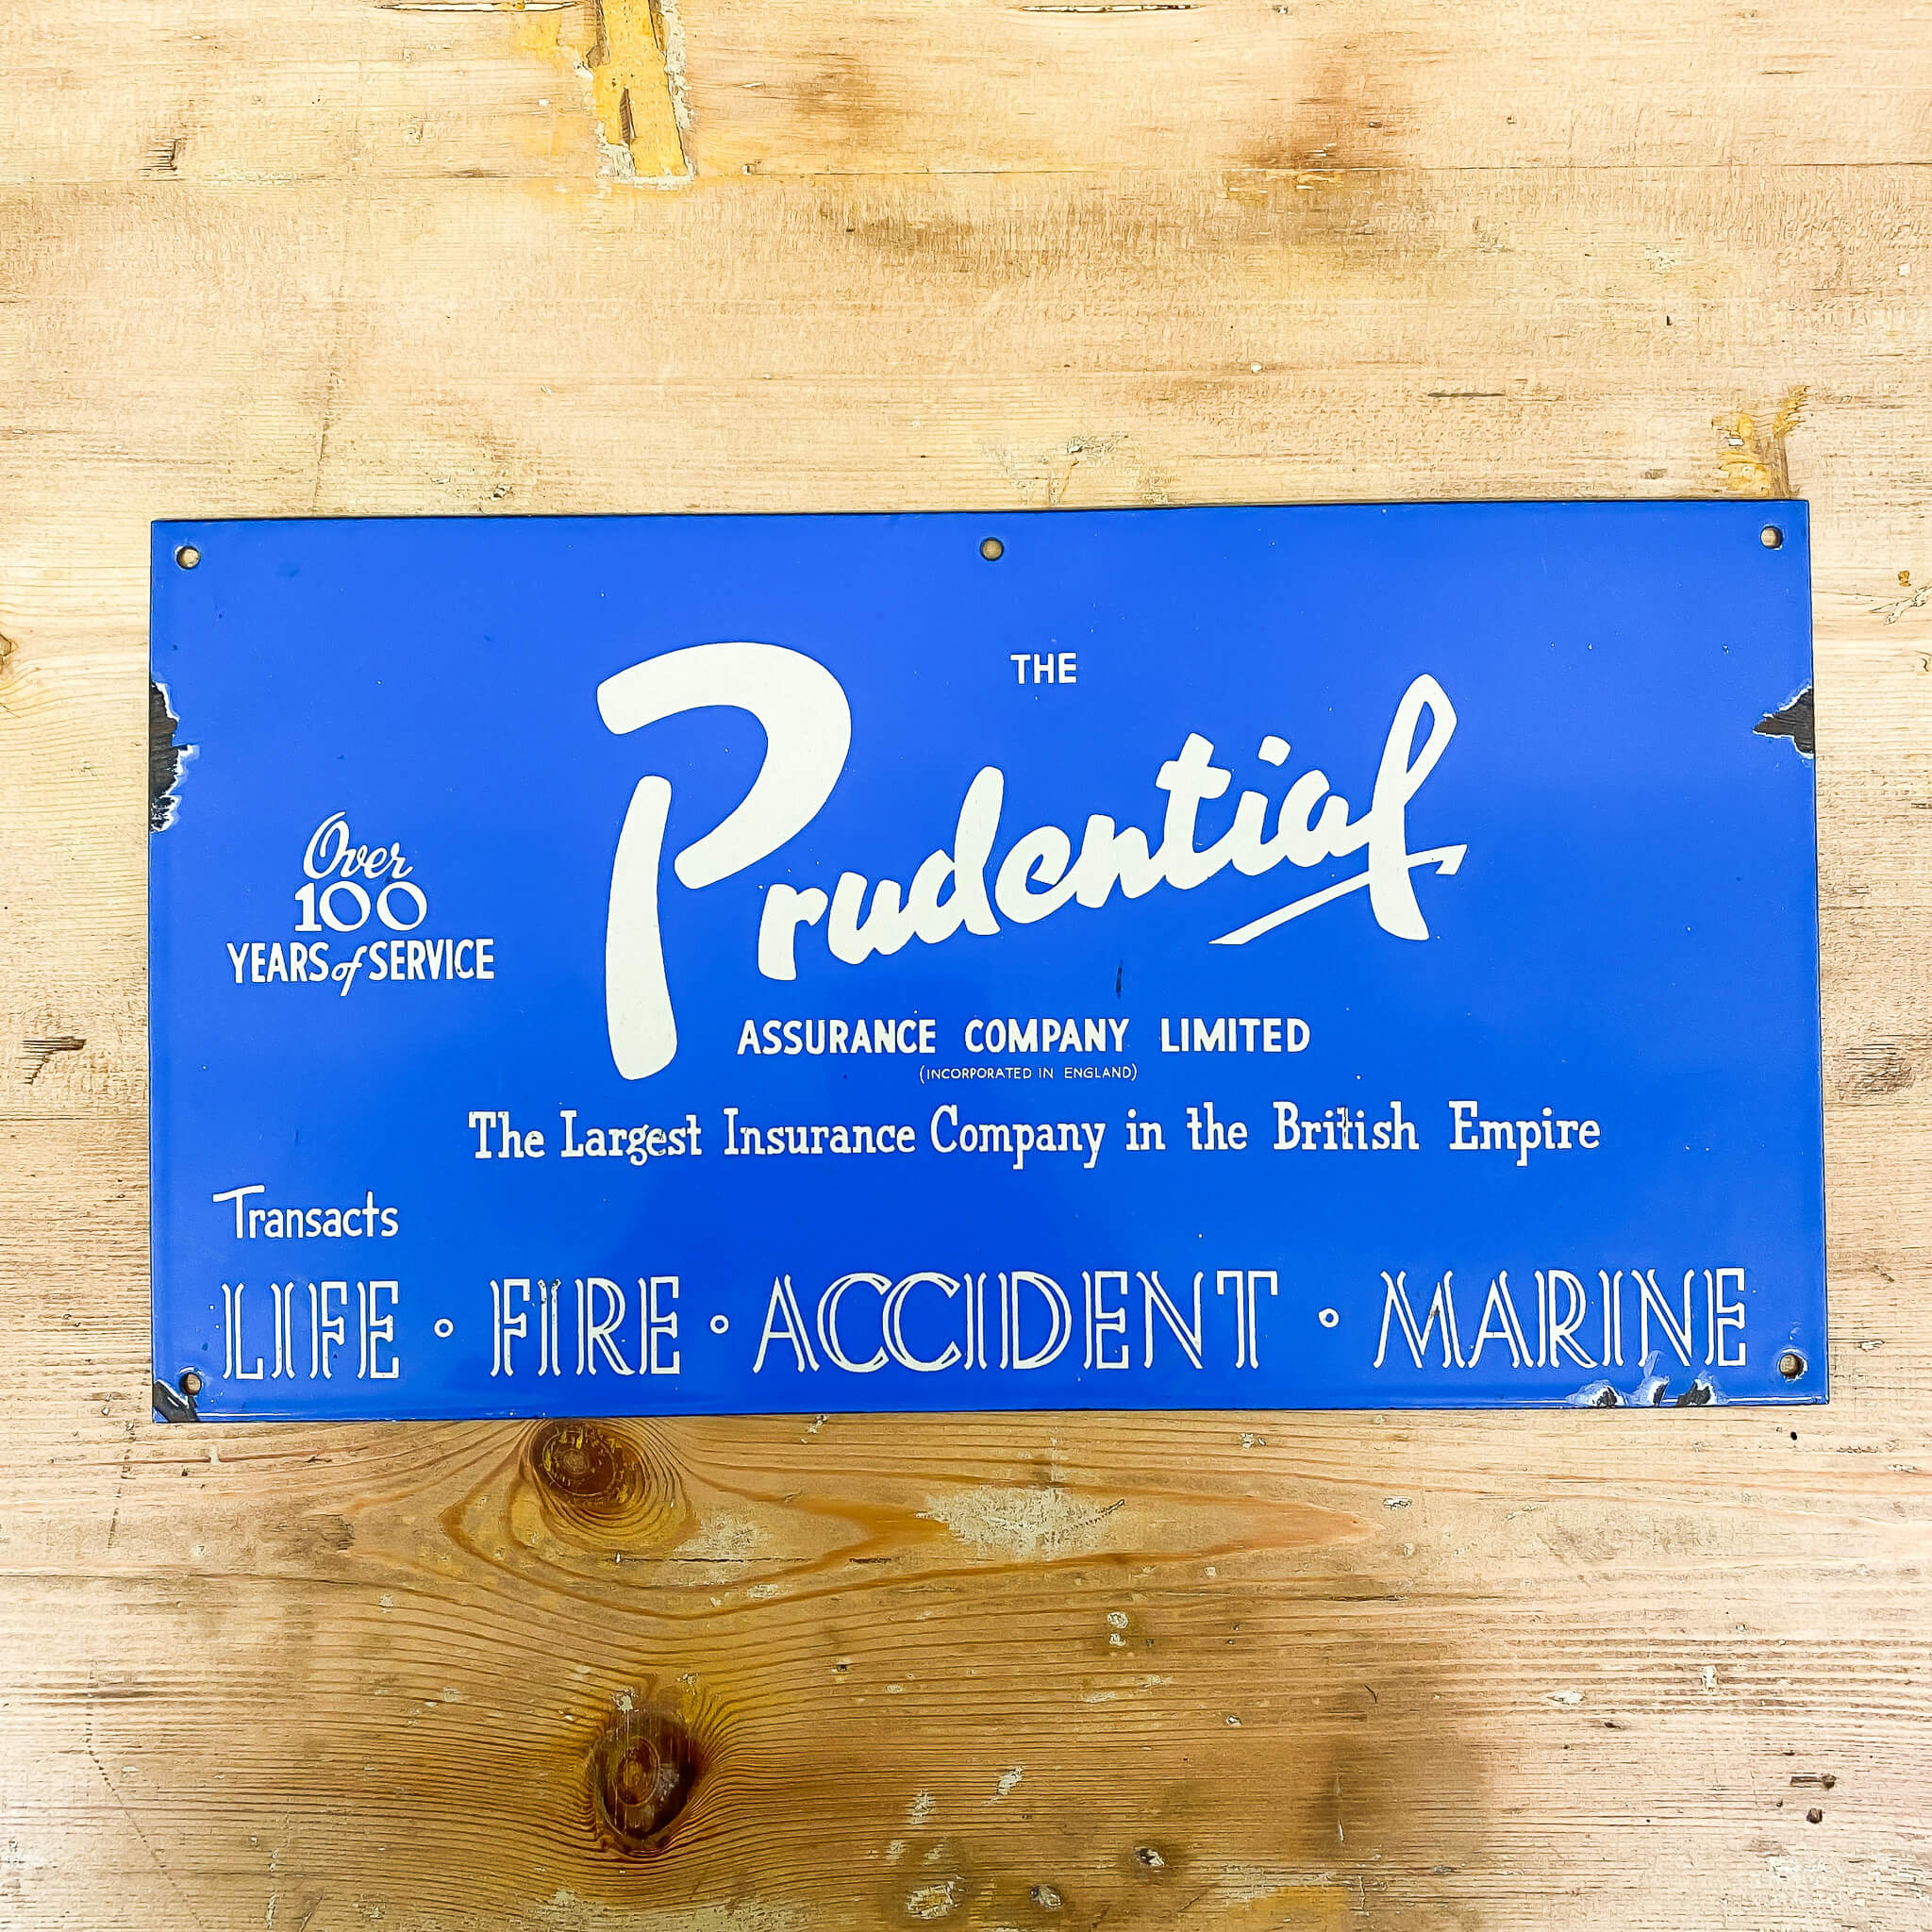 THE
Prudential
Over
100
YEARS of SERVICE
ASSURANCE COMPANY LIMITED
(INCORPORATED IN ENGLAND)
The Largest Insurance Company in the British Empire
Transacts
LIFE • FIRE • ACCIDENT • MARINE